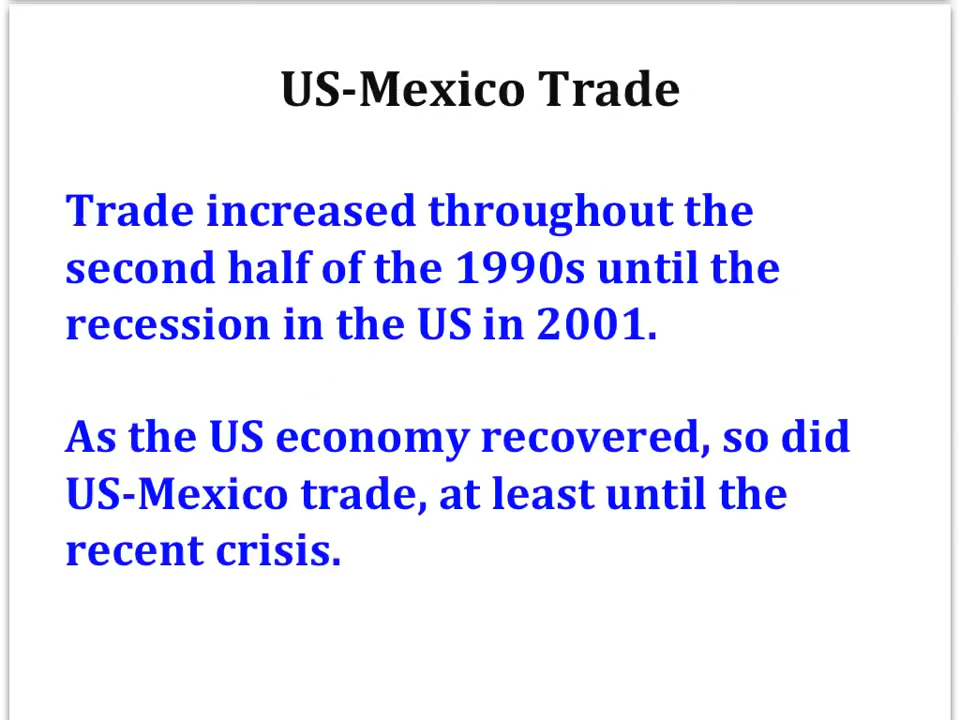 US-Mexico Trade
Trade increased throughout the
second half of the 1990s until the
recession in the US in 2001.
As the US economy recovered, so did
US-Mexico trade, at least until the
recent crisis.